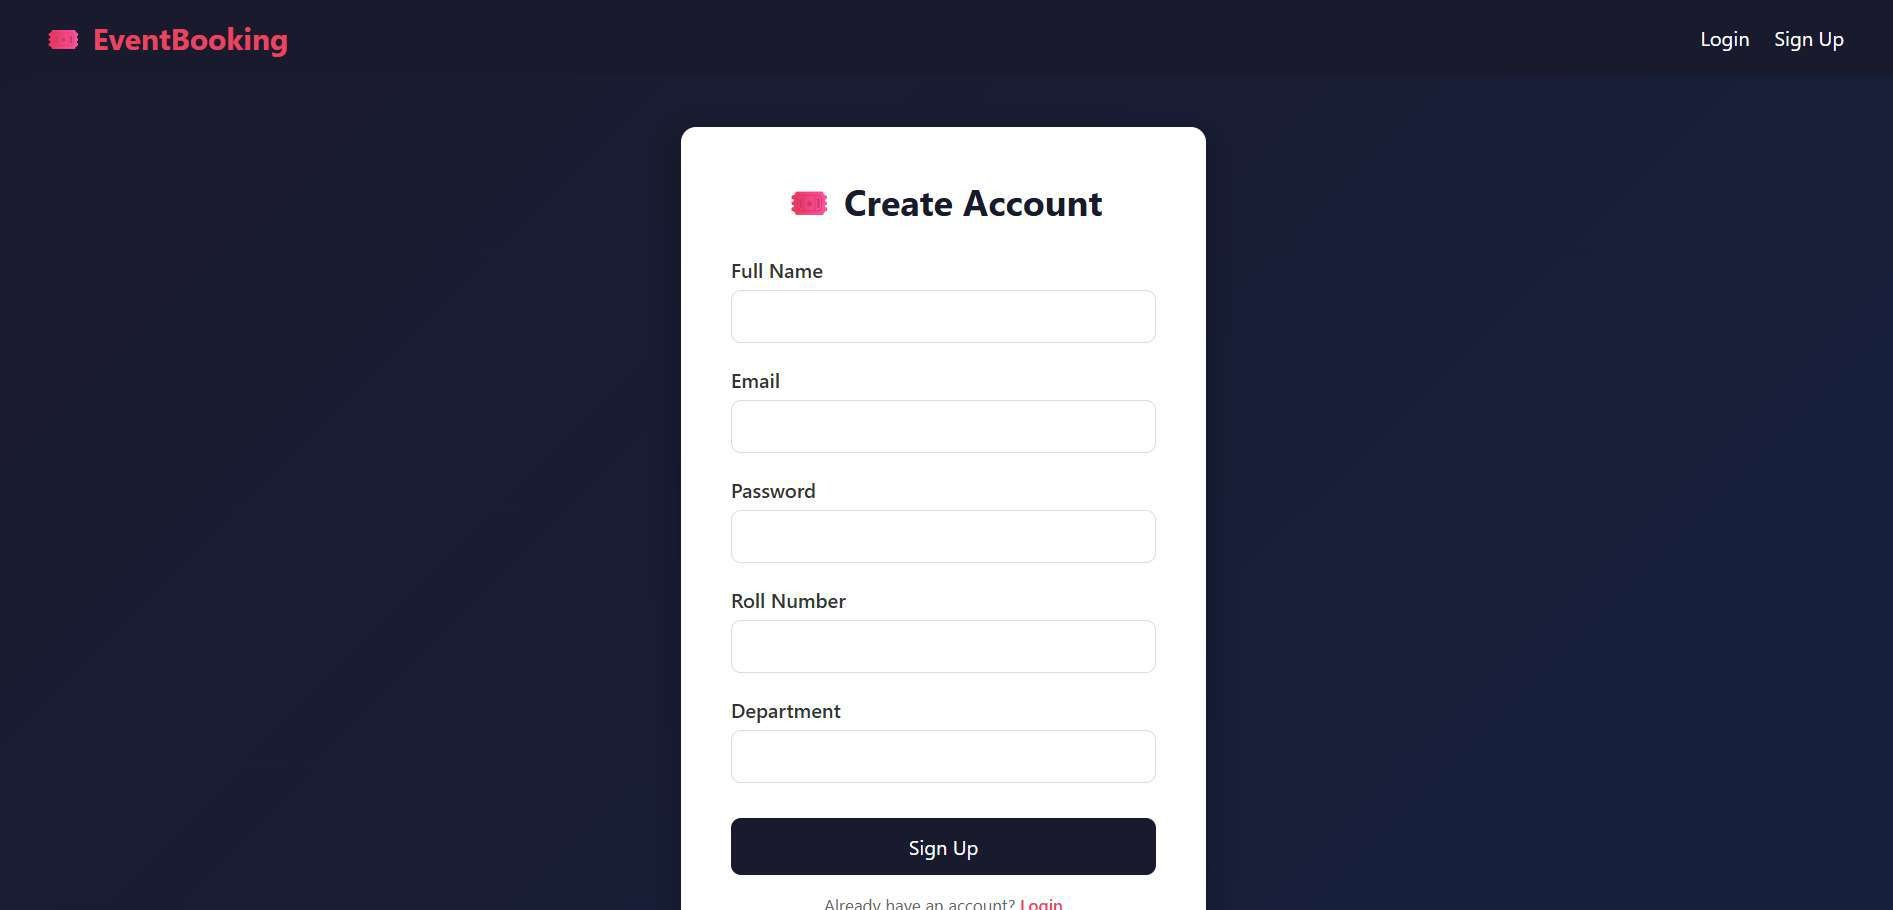 EventBooking
Login Sign Up
Create Account
Full Name
Email
Password
Roll Number
Department
Sign Up
Already have an account? Login